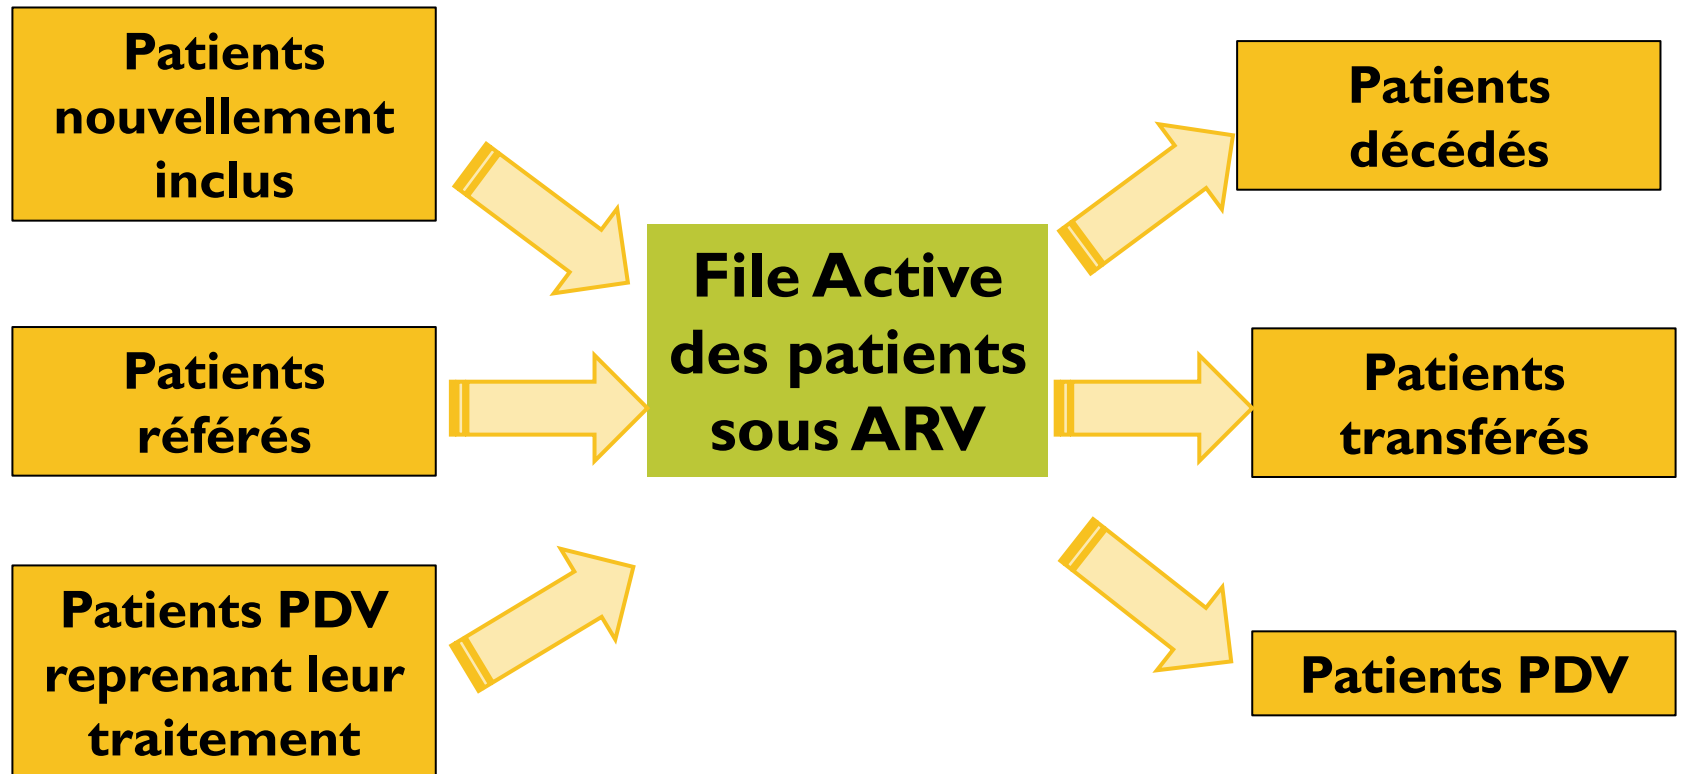 Patients
nouvellement
inclus
Patients
référés
Patients PDV
reprenant leur
traitement
File Active
des patients
sous ARV
Patients
décédés
Patients
transférés
Patients PDV